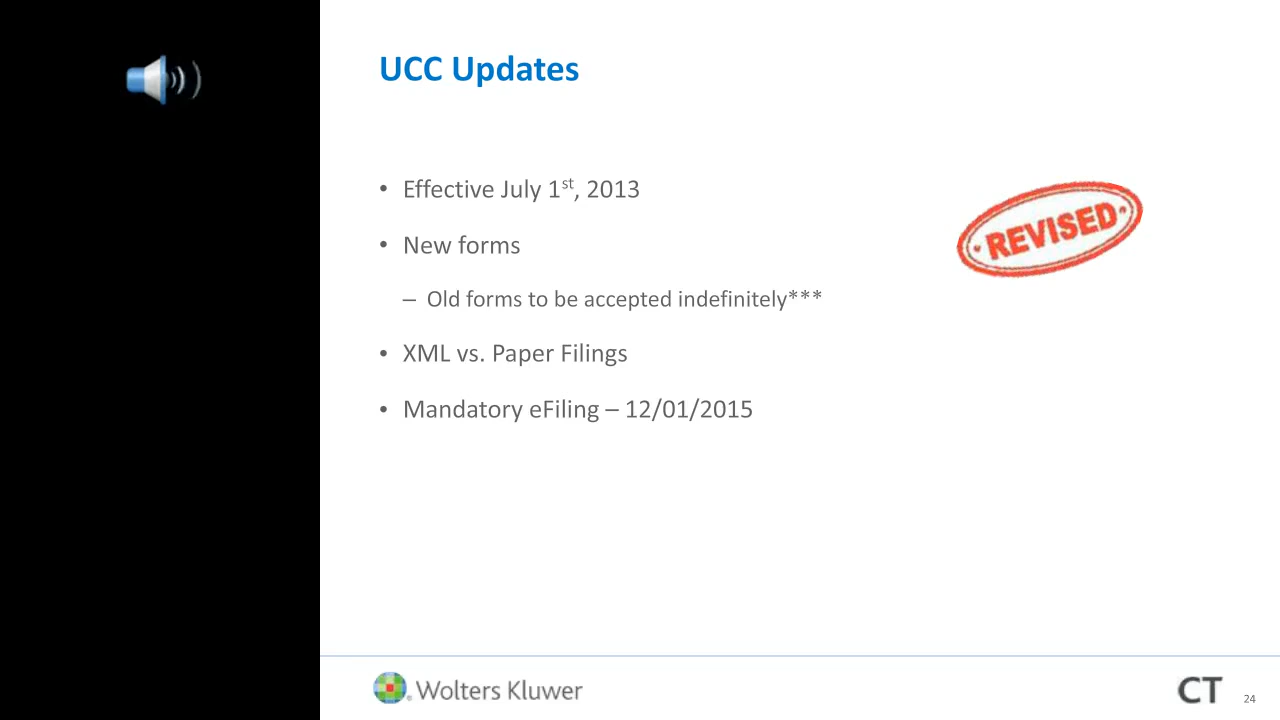 UCC Updates
• Effective July 1st, 2013
• New forms
– Old forms to be accepted indefinitely***
• XML vs. Paper Filings
• Mandatory eFiling – 12/01/2015
· REVISED ·
Wolters Kluwer
CT
24